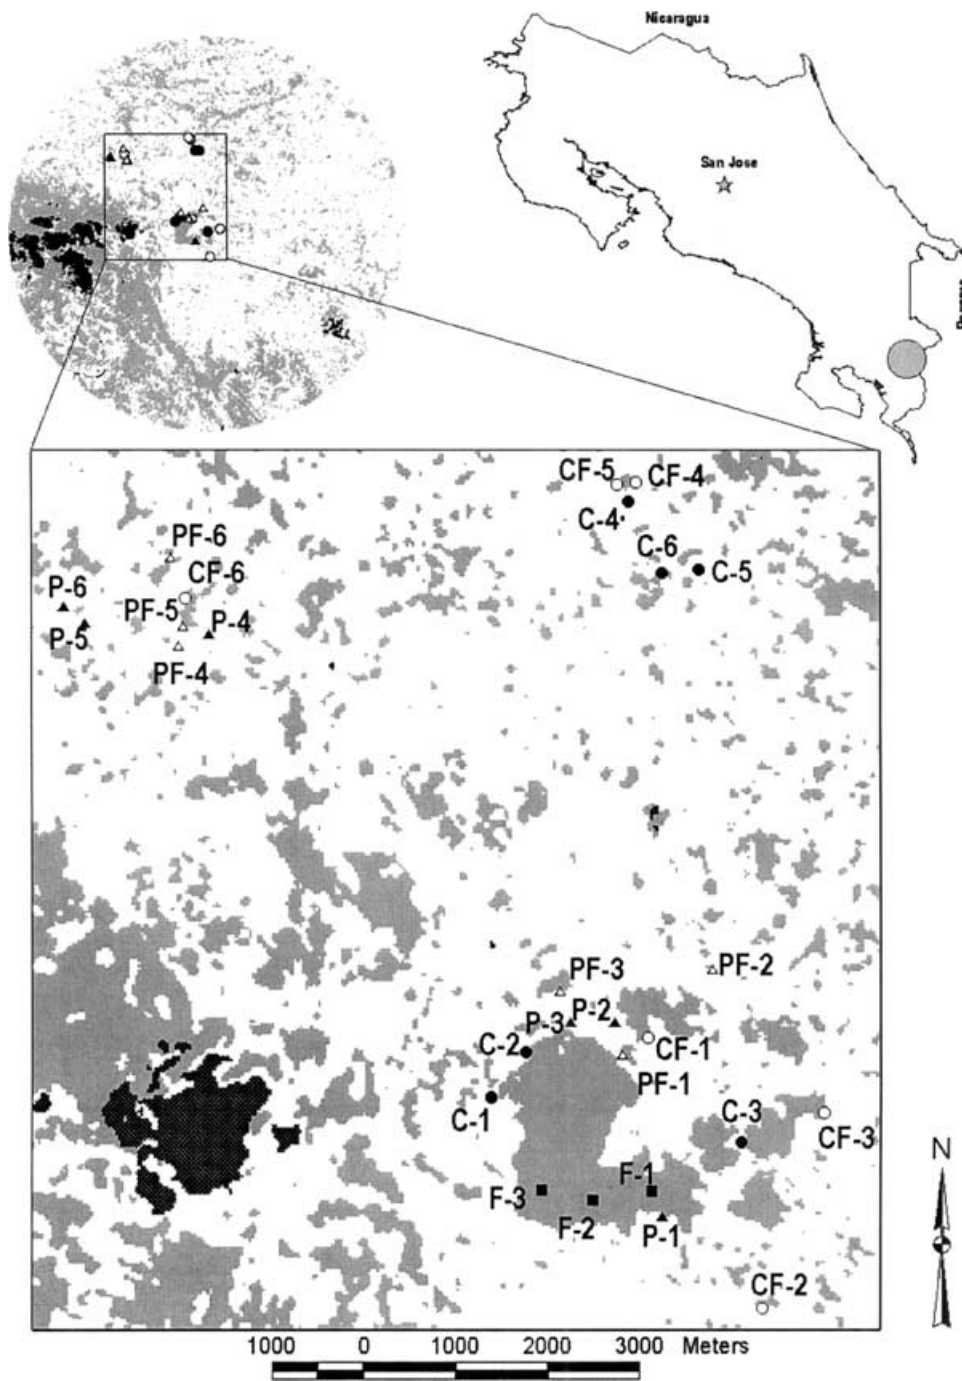 Nicaragua
San Jose
Panama
CF-5
CF-4
C-4
C-6
C-5
PF-6
CF-6
P-6
PF-5
P-4
P-5
PF-4
PF-3
PF-2
P-2
P-3
C-2
CF-1
PF-1
C-1
C-3
CF-3
F-1
F-3
F-2
P-1
N
CF-2
1000 0 1000 2000 3000 Meters